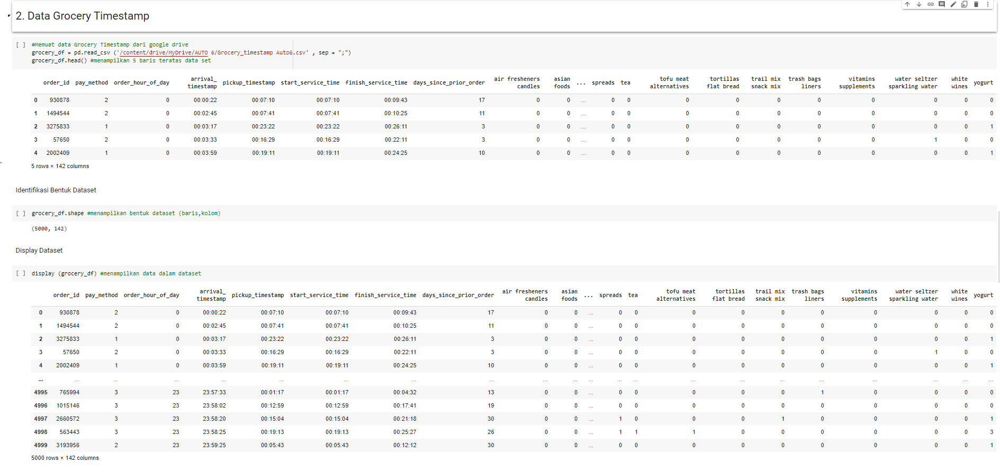 2. Data Grocery Timestamp
[ ] #Memuat data Grocery Timestamp dari google drive
grocery_df = pd.read_csv ('/content/drive/MyDrive/AUTO 6/Grocery_timestamp Auto6.csv' , sep = ";")
grocery_df.head() #menampilkan 5 baris teratas data set
order_id pay_method order_hour_of_day arrival_ timestamp pickup_timestamp start_service_time finish_service_time days_since_prior_order air fresheners candles asian foods ... spreads tea tofu meat alternatives tortillas flat bread trail mix snack mix trash bags liners vitamins supplements water seltzer sparkling water white wines yogurt
0 930878 2 0 00:00:22 00:07:10 00:07:10 00:09:43 17 0 0 ... 0 0 0 0 0 0 0 0 0 0
1 1494544 2 0 00:02:45 00:07:41 00:07:41 00:10:25 11 0 0 ... 0 0 0 0 0 0 0 0 0 0
2 3275833 1 0 00:03:17 00:23:22 00:23:22 00:26:11 3 0 0 ... 0 0 0 0 0 0 0 0 0 1
3 57650 2 0 00:03:33 00:16:29 00:16:29 00:22:11 3 0 0 ... 0 0 0 0 0 0 0 1 0 0
4 2002409 1 0 00:03:59 00:19:11 00:19:11 00:24:25 10 0 0 ... 0 0 0 0 0 0 0 0 0 1
5 rows × 142 columns
Identifikasi Bentuk Dataset
[ ] grocery_df.shape #menampilkan bentuk dataset (baris,kolom)
(5000, 142)
Display Dataset
[ ] display (grocery_df) #menampilkan data dalam dataset
order_id pay_method order_hour_of_day arrival_ timestamp pickup_timestamp start_service_time finish_service_time days_since_prior_order air fresheners candles asian foods ... spreads tea tofu meat alternatives tortillas flat bread trail mix snack mix trash bags liners vitamins supplements water seltzer sparkling water white wines yogurt
0 930878 2 0 00:00:22 00:07:10 00:07:10 00:09:43 17 0 0 ... 0 0 0 0 0 0 0 0 0 0
1 1494544 2 0 00:02:45 00:07:41 00:07:41 00:10:25 11 0 0 ... 0 0 0 0 0 0 0 0 0 0
2 3275833 1 0 00:03:17 00:23:22 00:23:22 00:26:11 3 0 0 ... 0 0 0 0 0 0 0 0 0 1
3 57650 2 0 00:03:33 00:16:29 00:16:29 00:22:11 3 0 0 ... 0 0 0 0 0 0 0 1 0 0
4 2002409 1 0 00:03:59 00:19:11 00:19:11 00:24:25 10 0 0 ... 0 0 0 0 0 0 0 0 0 1
... ... ... ... ... ... ... ... ... ... ... ... ... ... ... ... ... ... ... ... ... ...
4995 765994 3 23 23:57:33 00:01:17 00:01:17 00:04:32 13 0 0 ... 0 0 0 0 0 1 0 0 0 0
4996 1015146 3 23 23:58:02 00:12:59 00:12:59 00:17:41 19 0 0 ... 0 0 0 0 0 0 0 0 0 0
4997 2660572 3 23 23:58:20 00:15:04 00:15:04 00:21:18 30 0 0 ... 1 0 0 0 1 0 0 0 0 1
4998 563443 3 23 23:58:25 00:19:13 00:19:13 00:25:27 26 0 0 ... 1 1 1 0 0 0 0 0 0 3
4999 3193956 2 23 23:59:25 00:05:43 00:05:43 00:12:12 30 0 0 ... 0 0 0 0 0 0 0 0 0 1
5000 rows × 142 columns